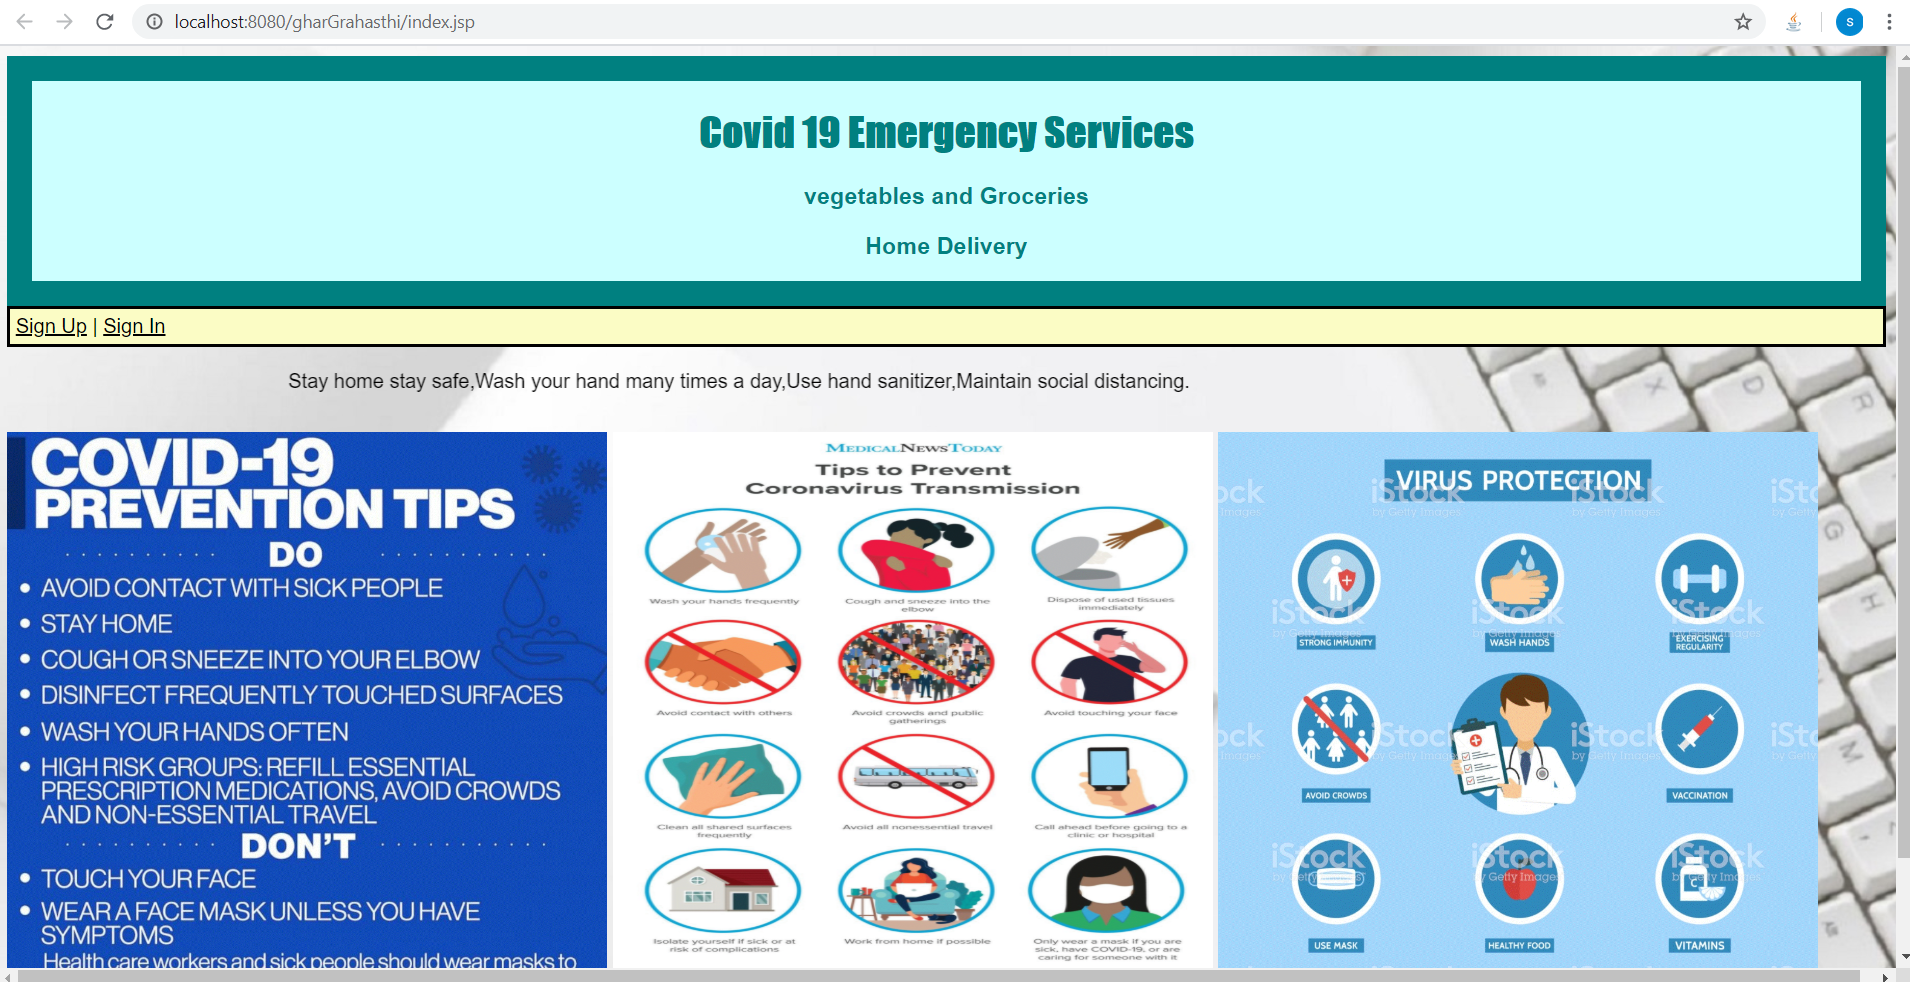 localhost:8080/gharGrahasthi/index.jsp
S
Covid 19 Emergency Services
vegetables and Groceries
Home Delivery
Sign Up | Sign In
Stay home stay safe,Wash your hand many times a day,Use hand sanitizer,Maintain social distancing.
COVID-19
PREVENTION TIPS
DO
• AVOID CONTACT WITH SICK PEOPLE
• STAY HOME
• COUGH OR SNEEZE INTO YOUR ELBOW
• DISINFECT FREQUENTLY TOUCHED SURFACES
• WASH YOUR HANDS OFTEN
• HIGH RISK GROUPS: REFILL ESSENTIAL
PRESCRIPTION MEDICATIONS, AVOID CROWDS
AND NON-ESSENTIAL TRAVEL
DON'T
• TOUCH YOUR FACE
• WEAR A FACE MASK UNLESS YOU HAVE
SYMPTOMS
Health care workers and sick people should wear masks to
MEDICALNEWSTODAY
Tips to Prevent
Coronavirus Transmission
Wash your hands frequently
Cough and sneeze into the
elbow
Dispose of used tissues
immediately
Avoid contact with others
Avoid crowds and public
gatherings
Avoid touching your face
Clean all shared surfaces
frequently
Avoid all nonessential travel
Call ahead before going to a
clinic or hospital
Isolate yourself if sick or at
risk of complications
Work from home if possible
Only wear a mask if you are
sick, have COVID-19, or are
caring for someone with it
VIRUS PROTECTION
iStock
by Getty Images
STRONG IMMUNITY
WASH HANDS
EXERCISING
REGULARITY
AVOID CROWDS
VACCINATION
USE MASK
HEALTHY FOOD
VITAMINS
C